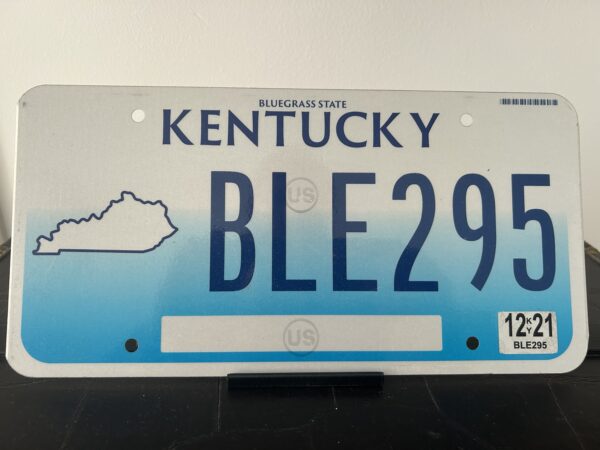 BLUEGRASS STATE
KENTUCKY
US
BLE295
US
12 KY 21
BLE295